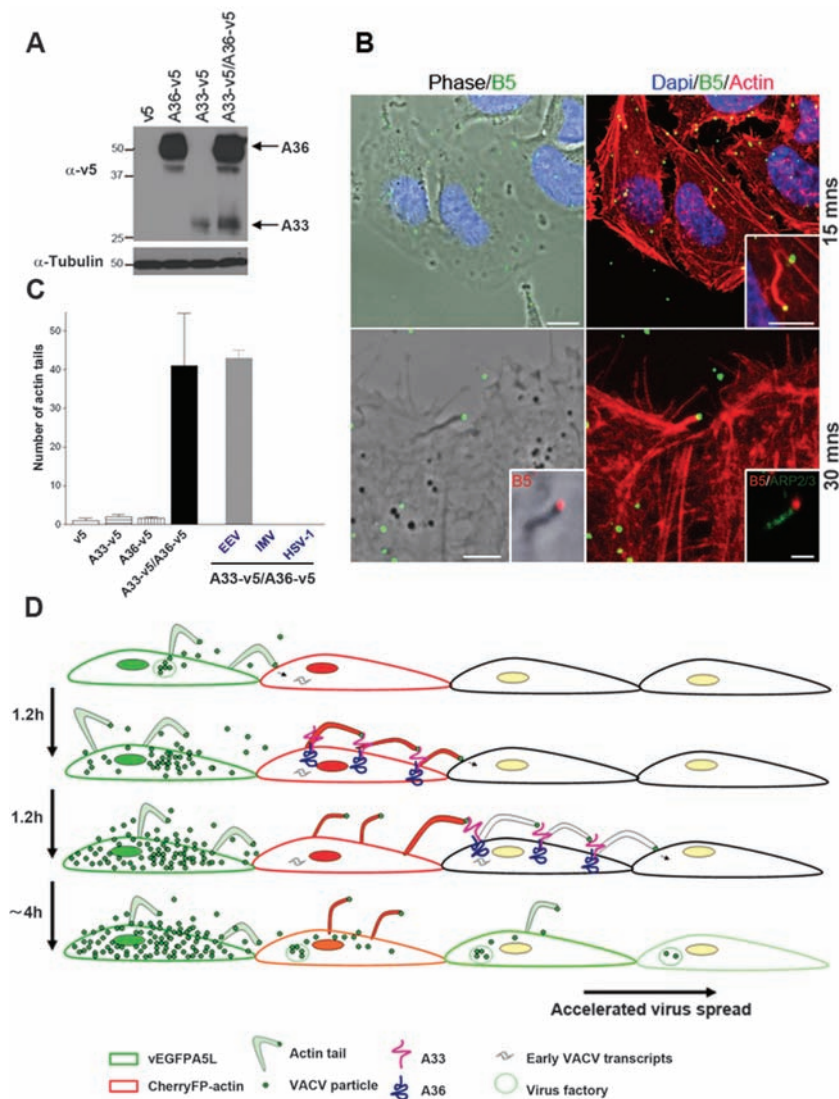 A
v5
A36-v5
A33-v5
A33-v5/A36-v5
α-v5
50
37
25
A36
A33
α-Tubulin
50
B
Phase/B5
Dapi/B5/Actin
15 mns
30 mns
B5
B5/ARP2/3
C
Number of actin tails
50
40
30
20
10
0
v5
A33-v5
A36-v5
A33-v5/A36-v5
EEV
IMV
HSV-1
A33-v5/A36-v5
D
1.2h
1.2h
~4h
Accelerated virus spread
vEGFPA5L
CherryFP-actin
Actin tail
VACV particle
A33
A36
Early VACV transcripts
Virus factory